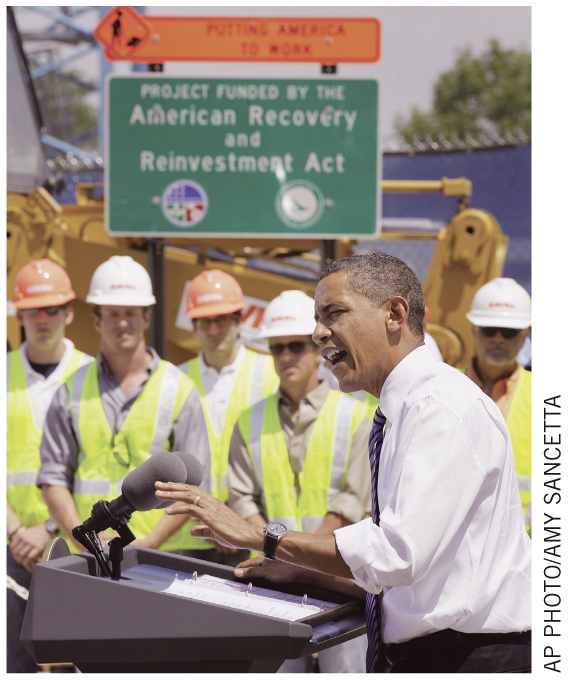 PUTTING AMERICA
TO WORK
PROJECT FUNDED BY THE
American Recovery
and
Reinvestment Act
AP PHOTO/AMY SANCETTA